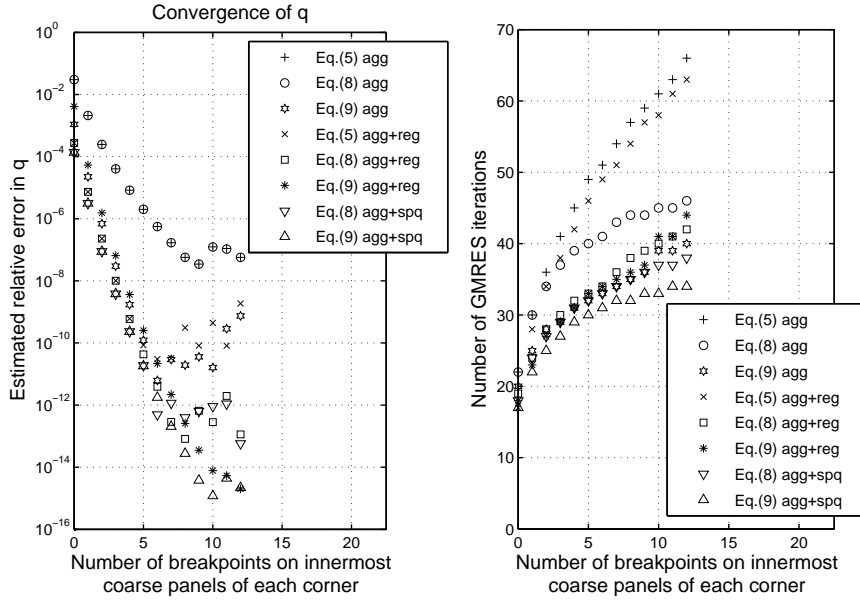 Convergence of q
10^0
10^−2
10^−4
10^−6
10^−8
10^−10
10^−12
10^−14
10^−16
Estimated relative error in q
0 5 10 15 20
Number of breakpoints on innermost
coarse panels of each corner
Eq.(5) agg
Eq.(8) agg
Eq.(9) agg
Eq.(5) agg+reg
Eq.(8) agg+reg
Eq.(9) agg+reg
Eq.(8) agg+spq
Eq.(9) agg+spq
70
60
50
40
30
20
10
0
Number of GMRES iterations
0 5 10 15 20
Number of breakpoints on innermost
coarse panels of each corner
Eq.(5) agg
Eq.(8) agg
Eq.(9) agg
Eq.(5) agg+reg
Eq.(8) agg+reg
Eq.(9) agg+reg
Eq.(8) agg+spq
Eq.(9) agg+spq